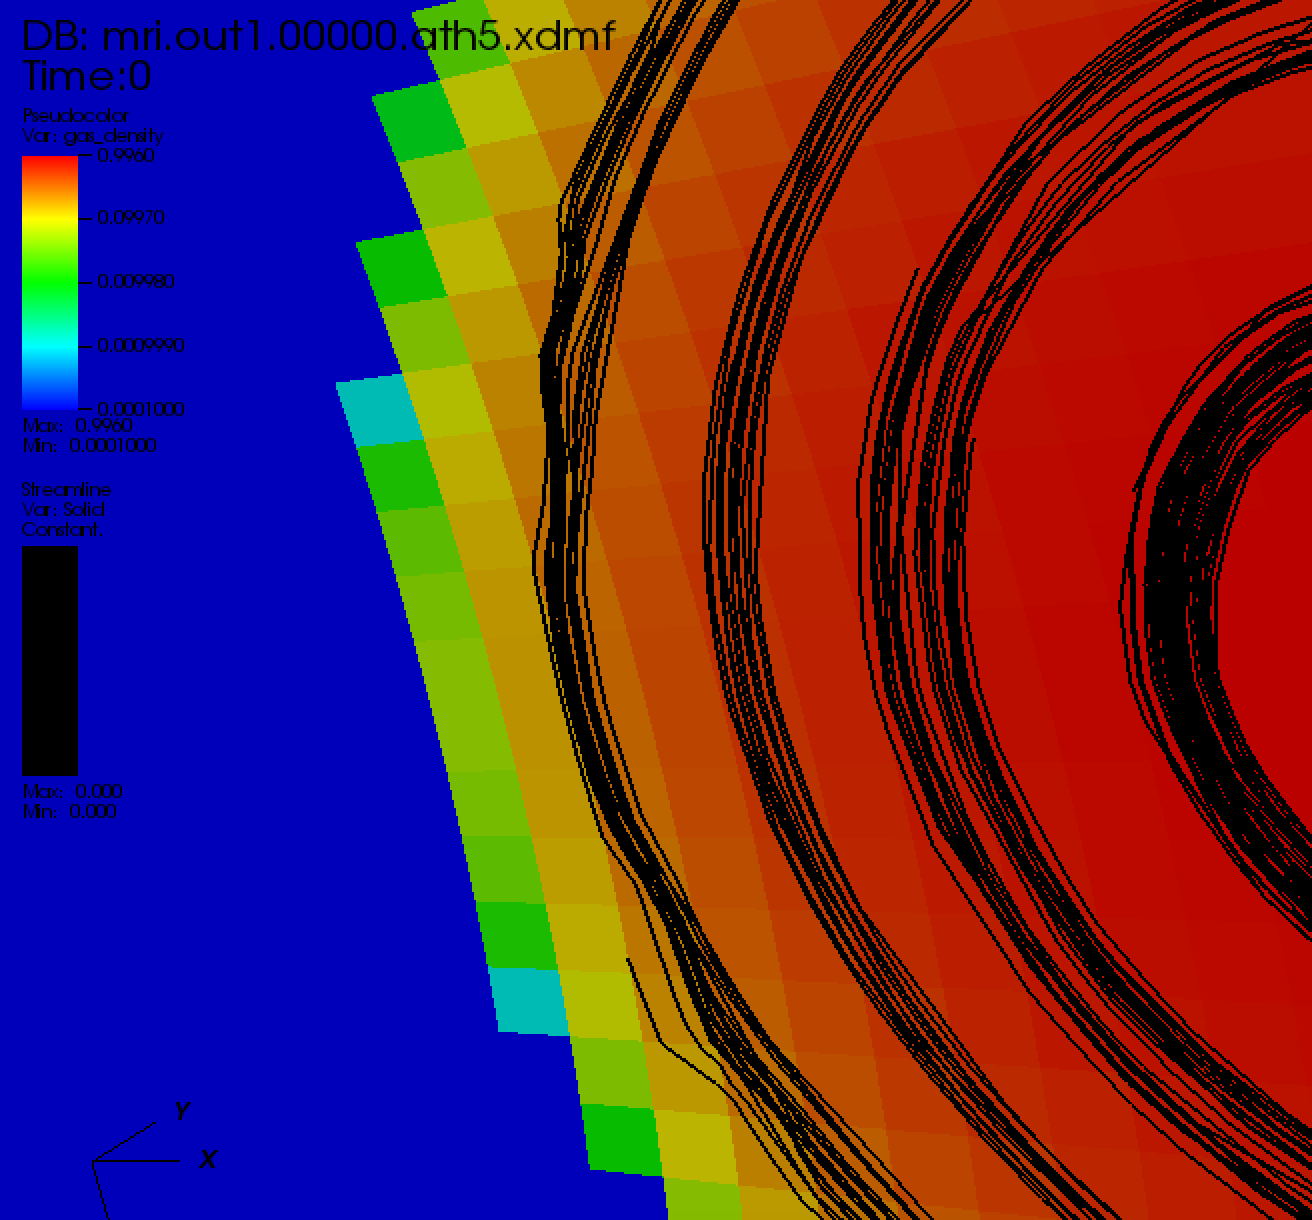 DB: mri.out1.00000.ath5.xdmf
Time:0
Pseudocolor
Var: gas_density
0.9960
0.09970
0.009980
0.0009990
0.0001000
Max: 0.9960
Min: 0.0001000
Streamline
Var: Solid
Constant.
Max: 0.000
Min: 0.000
Y
X